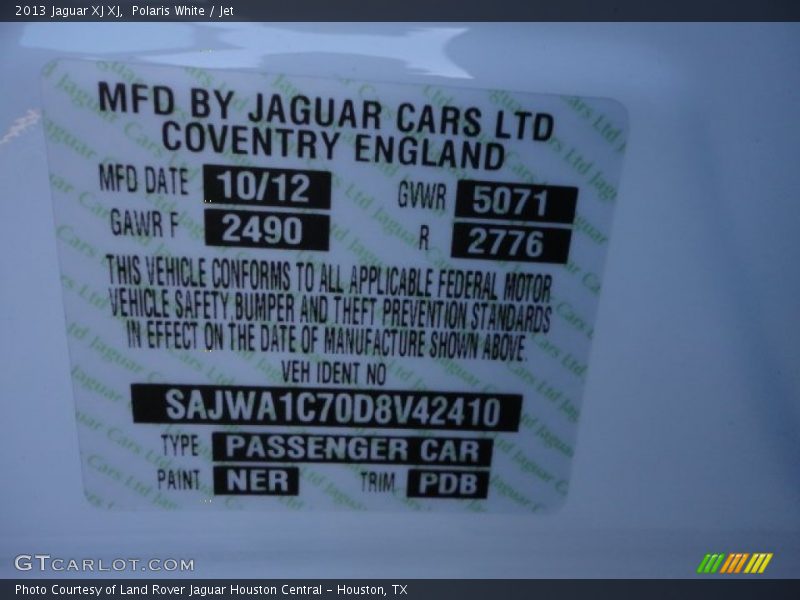 2013 Jaguar XJ XJ, Polaris White / Jet
MFD BY JAGUAR CARS LTD
COVENTRY ENGLAND
MFD DATE 10/12 GVWR 5071
GAWR F 2490 R 2776
THIS VEHICLE CONFORMS TO ALL APPLICABLE FEDERAL MOTOR
VEHICLE SAFETY, BUMPER AND THEFT PREVENTION STANDARDS
IN EFFECT ON THE DATE OF MANUFACTURE SHOWN ABOVE.
VEH IDENT NO
SAJWA1C70D8V42410
TYPE PASSENGER CAR
PAINT NER TRIM PDB
GTCARLOT.COM
Photo Courtesy of Land Rover Jaguar Houston Central - Houston, TX